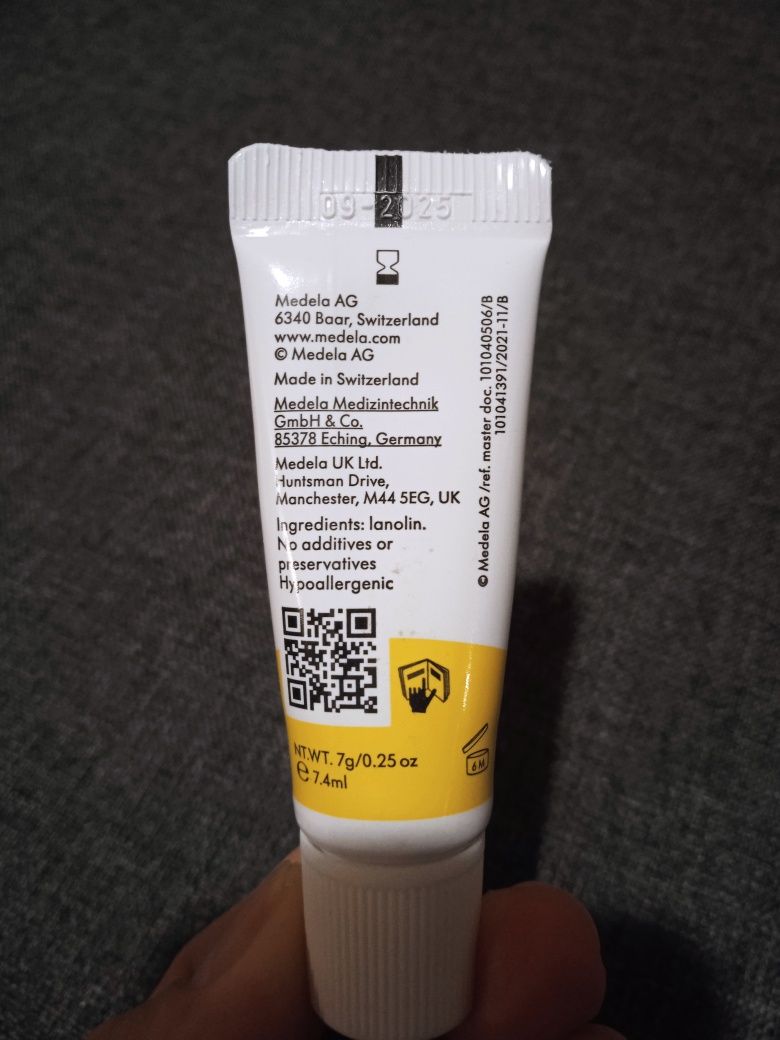 09-2025
Medela AG
6340 Baar, Switzerland
www.medela.com
© Medela AG
Made in Switzerland
Medela Medizintechnik
GmbH & Co.
85378 Eching, Germany
Medela UK Ltd.
Huntsman Drive,
Manchester, M44 5EG, UK
Ingredients: lanolin.
No additives or
preservatives
Hypoallergenic
© Medela AG /ref. master doc. 101040506/B
101041391/2021-11/B
NT.WT. 7g/0.25 oz
℮ 7.4ml
6 M